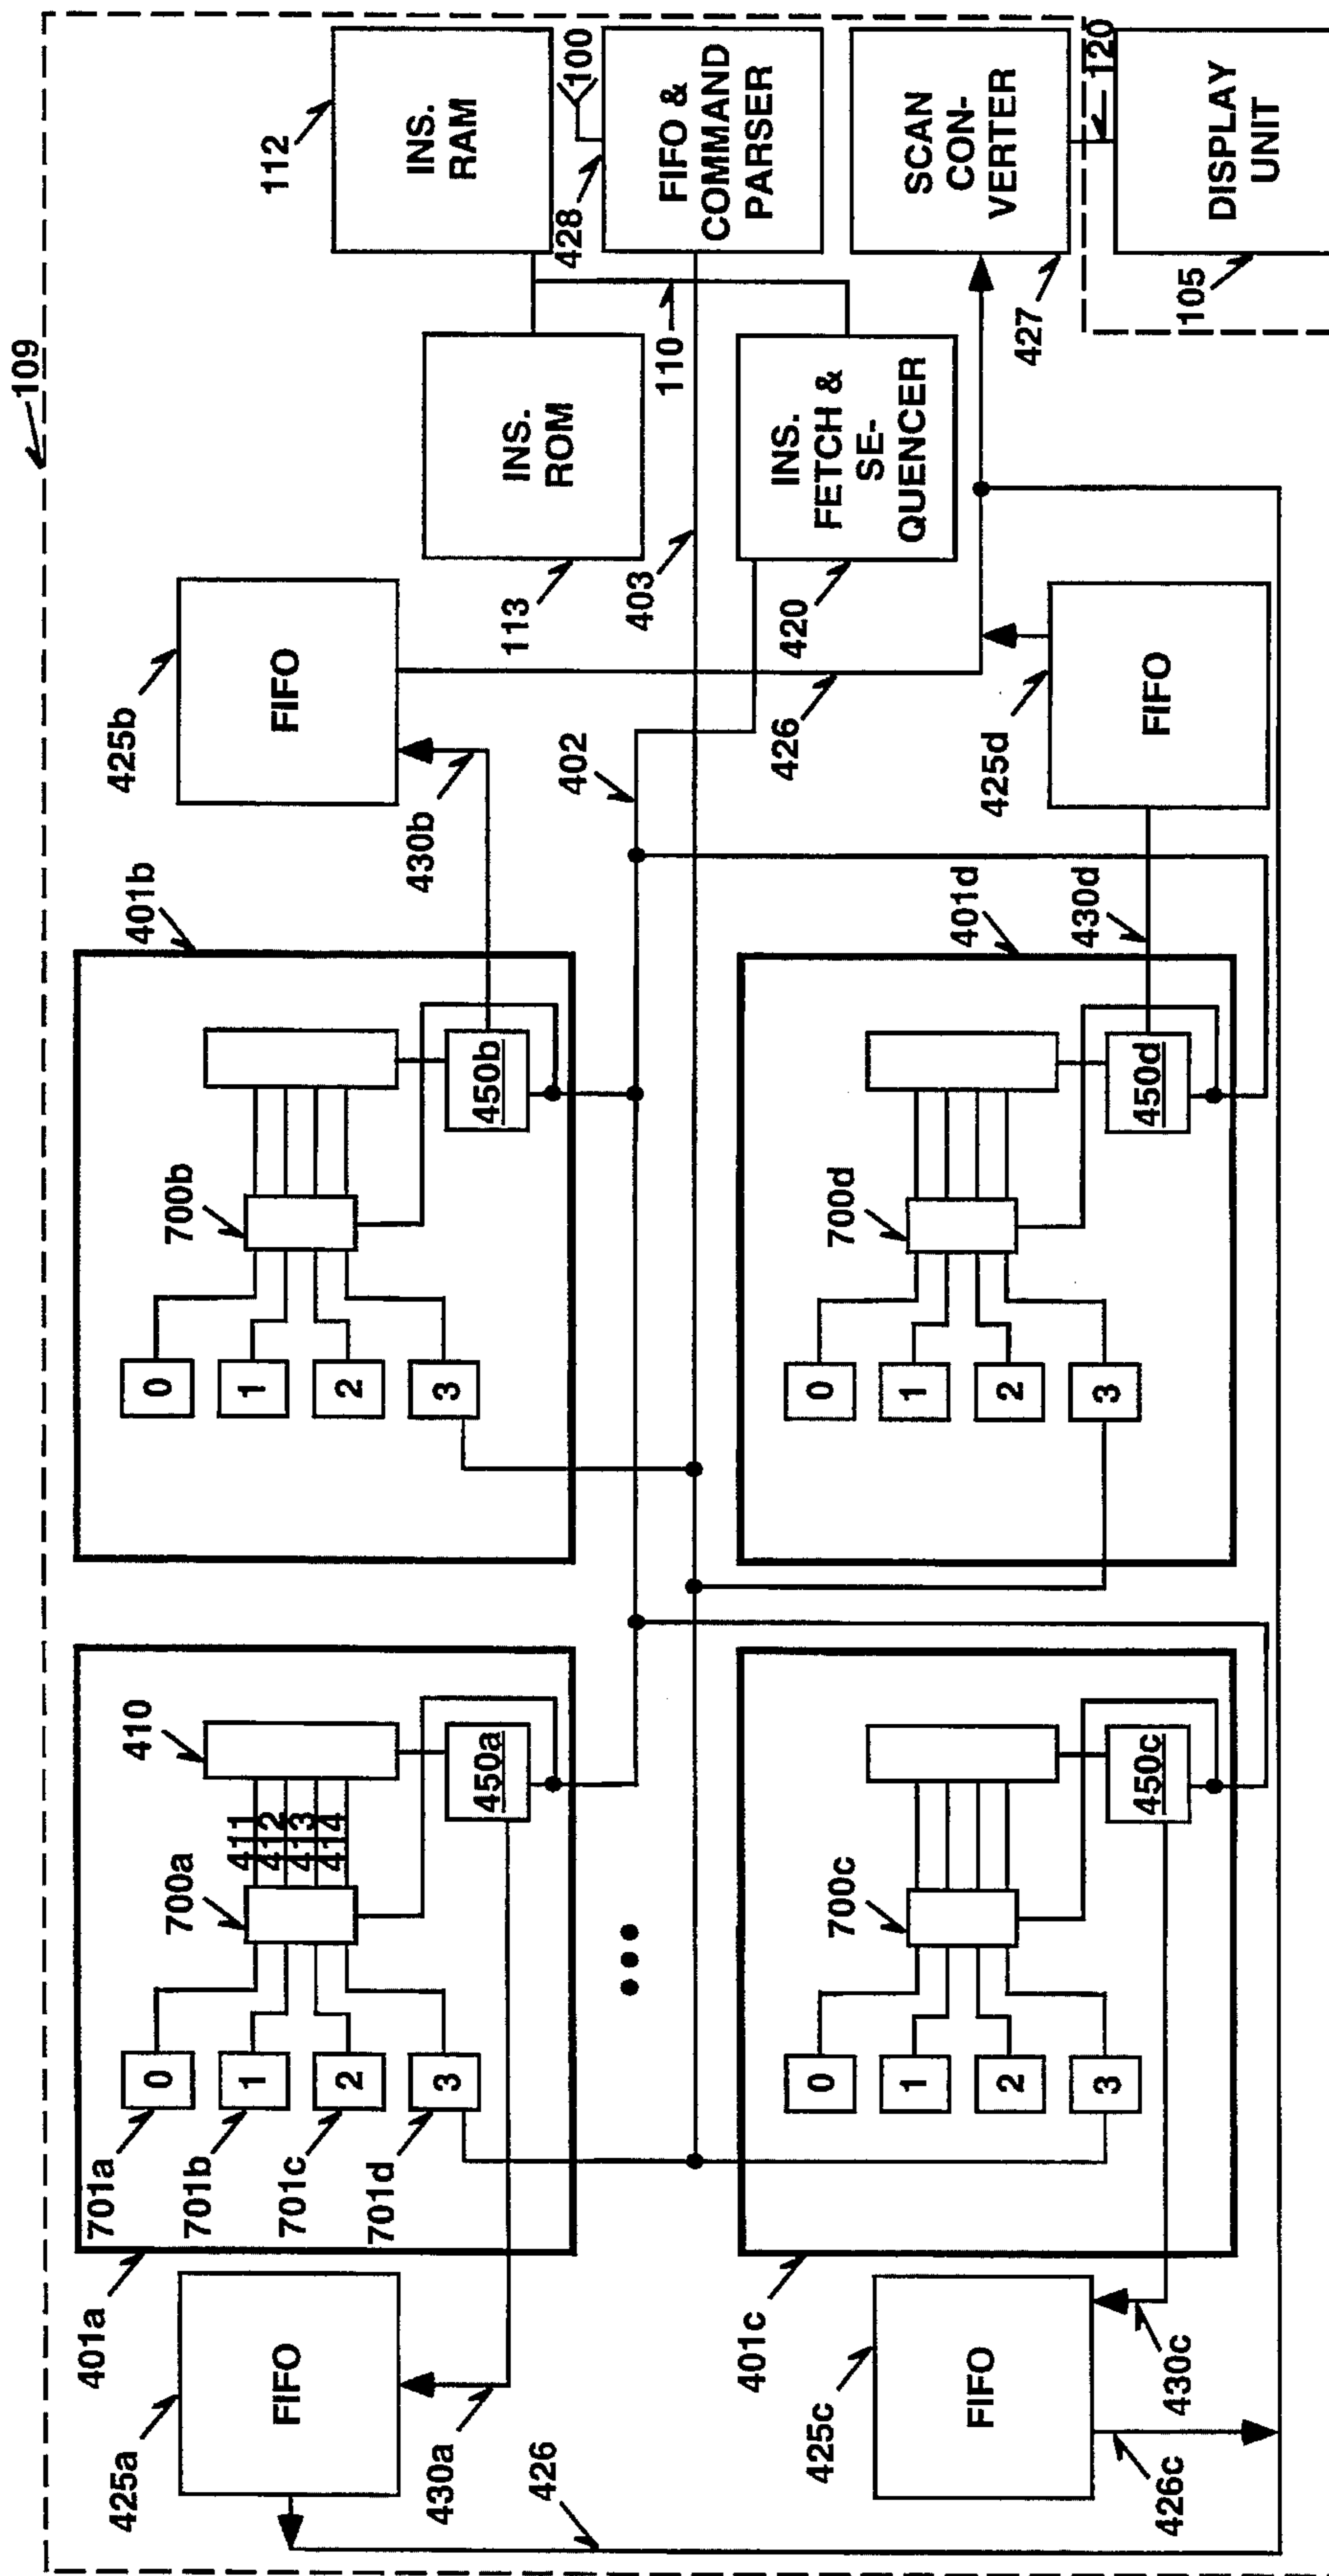 109
425a
FIFO
430a
426
401a
701a
0
701b
1
701c
2
701d
3
700a
411
412
413
414
410
450a
401b
0
1
2
3
700b
450b
430b
425b
FIFO
402
403
426
113
INS.
ROM
112
INS.
RAM
110
428
100
FIFO &
COMMAND
PARSER
420
INS.
FETCH &
SE-
QUENCER
427
SCAN
CON-
VERTER
120
105
DISPLAY
UNIT
425c
FIFO
426c
430c
401c
0
1
2
3
700c
450c
401d
0
1
2
3
700d
450d
430d
425d
FIFO